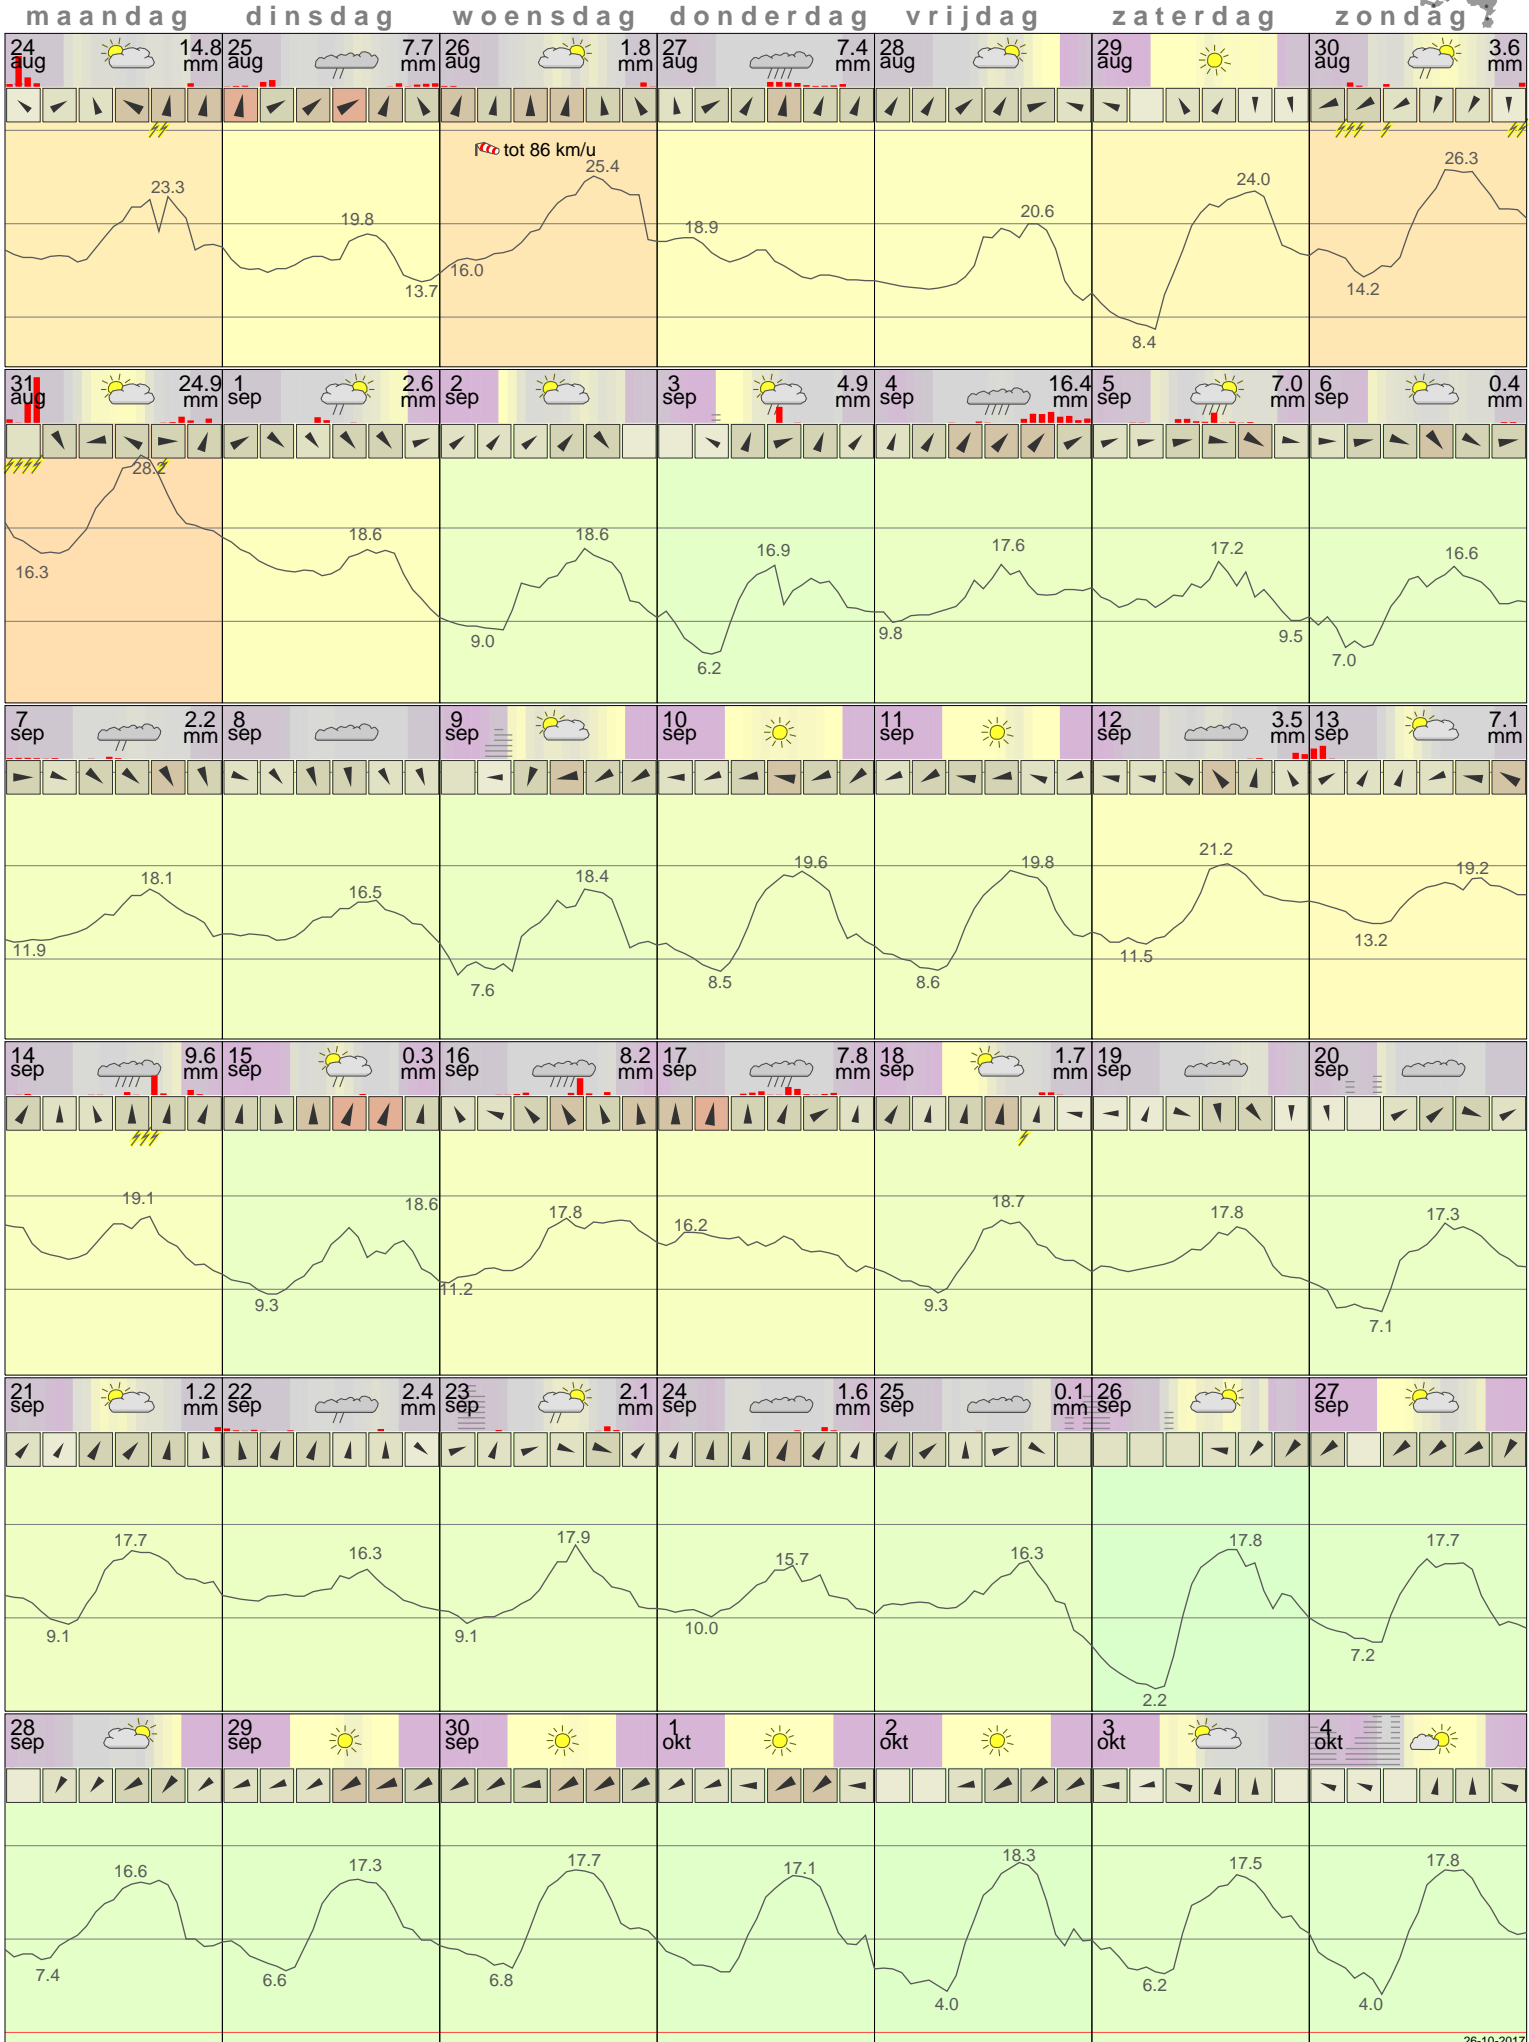 maandag dinsdag woensdag donderdag vrijdag zaterdag zondag
24 aug 14.8 mm 25 aug 7.7 mm 26 aug 1.8 mm 27 aug 7.4 mm 28 aug 29 aug 30 aug 3.6 mm
tot 86 km/u
23.3 19.8 13.7 16.0 25.4 18.9 20.6 8.4 24.0 14.2 26.3
31 aug 24.9 mm 1 sep 2.6 mm 2 sep 3 sep 4.9 mm 4 sep 16.4 mm 5 sep 7.0 mm 6 sep 0.4 mm
16.3 28.2 18.6 9.0 18.6 6.2 16.9 9.8 17.6 17.2 9.5 7.0 16.6
7 sep 2.2 mm 8 sep 9 sep 10 sep 11 sep 12 sep 3.5 mm 13 sep 7.1 mm
11.9 18.1 16.5 7.6 18.4 8.5 19.6 8.6 19.8 11.5 21.2 13.2 19.2
14 sep 9.6 mm 15 sep 0.3 mm 16 sep 8.2 mm 17 sep 7.8 mm 18 sep 1.7 mm 19 sep 20 sep
19.1 9.3 18.6 11.2 17.8 16.2 9.3 18.7 17.8 7.1 17.3
21 sep 1.2 mm 22 sep 2.4 mm 23 sep 2.1 mm 24 sep 1.6 mm 25 sep 0.1 mm 26 sep 27 sep
9.1 17.7 16.3 9.1 17.9 10.0 15.7 16.3 2.2 17.8 7.2 17.7
28 sep 29 sep 30 sep 1 okt 2 okt 3 okt 4 okt
7.4 16.6 6.6 17.3 6.8 17.7 17.1 4.0 18.3 6.2 17.5 4.0 17.8
26-10-2017